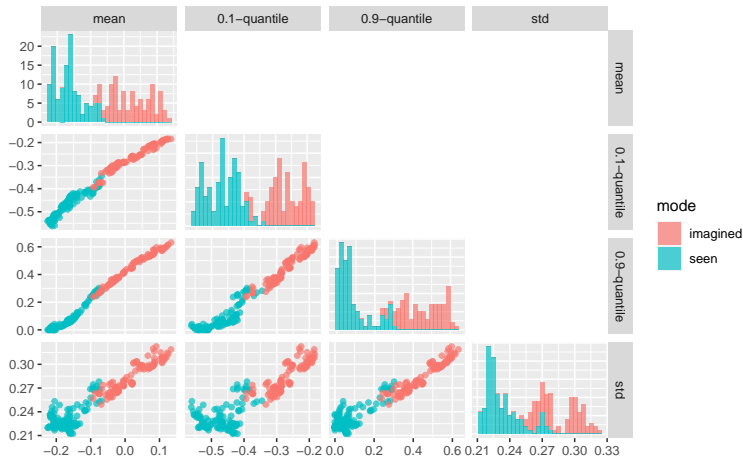 mean 0.1−quantile 0.9−quantile std
20
15
10
5
0
mean
−0.2
−0.3
−0.4
−0.5
0.1−quantile
mode
imagined
seen
0.6
0.4
0.2
0.0
0.9−quantile
0.30
0.27
0.24
0.21
std
−0.2 −0.1 0.0 0.1 −0.5 −0.4 −0.3 −0.2 0.0 0.2 0.4 0.6 0.21 0.24 0.27 0.30 0.33